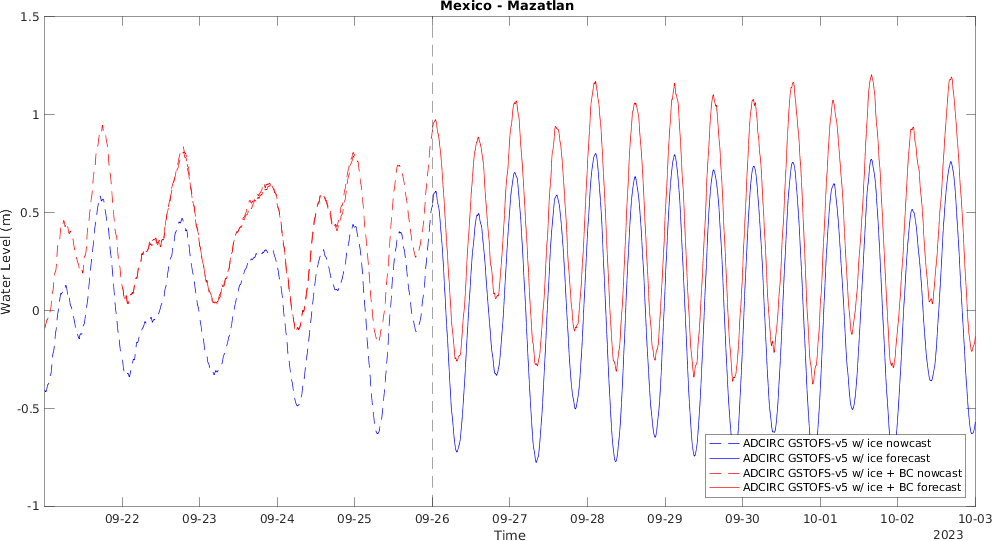 Mexico - Mazatlan
1.5
1
0.5
0
-0.5
-1
Water Level (m)
ADCIRC GSTOFS-v5 w/ ice nowcast
ADCIRC GSTOFS-v5 w/ ice forecast
ADCIRC GSTOFS-v5 w/ ice + BC nowcast
ADCIRC GSTOFS-v5 w/ ice + BC forecast
09-22 09-23 09-24 09-25 09-26 09-27 09-28 09-29 09-30 10-01 10-02 10-03
Time
2023